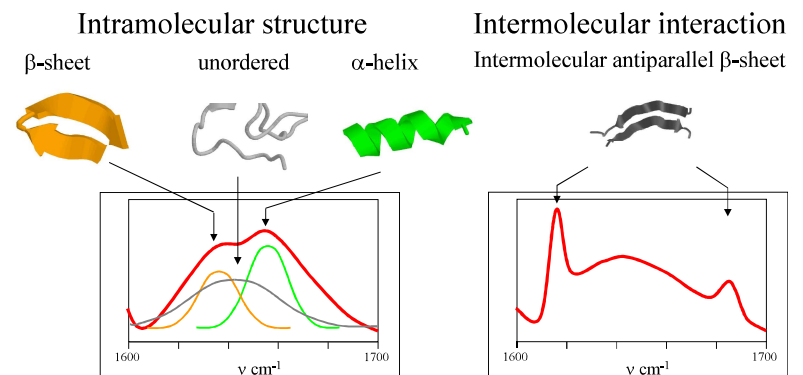 Intramolecular structure
Intermolecular interaction
β-sheet
unordered
α-helix
Intermolecular antiparallel β-sheet
1600
1700
ν cm-1
1600
1700
ν cm-1